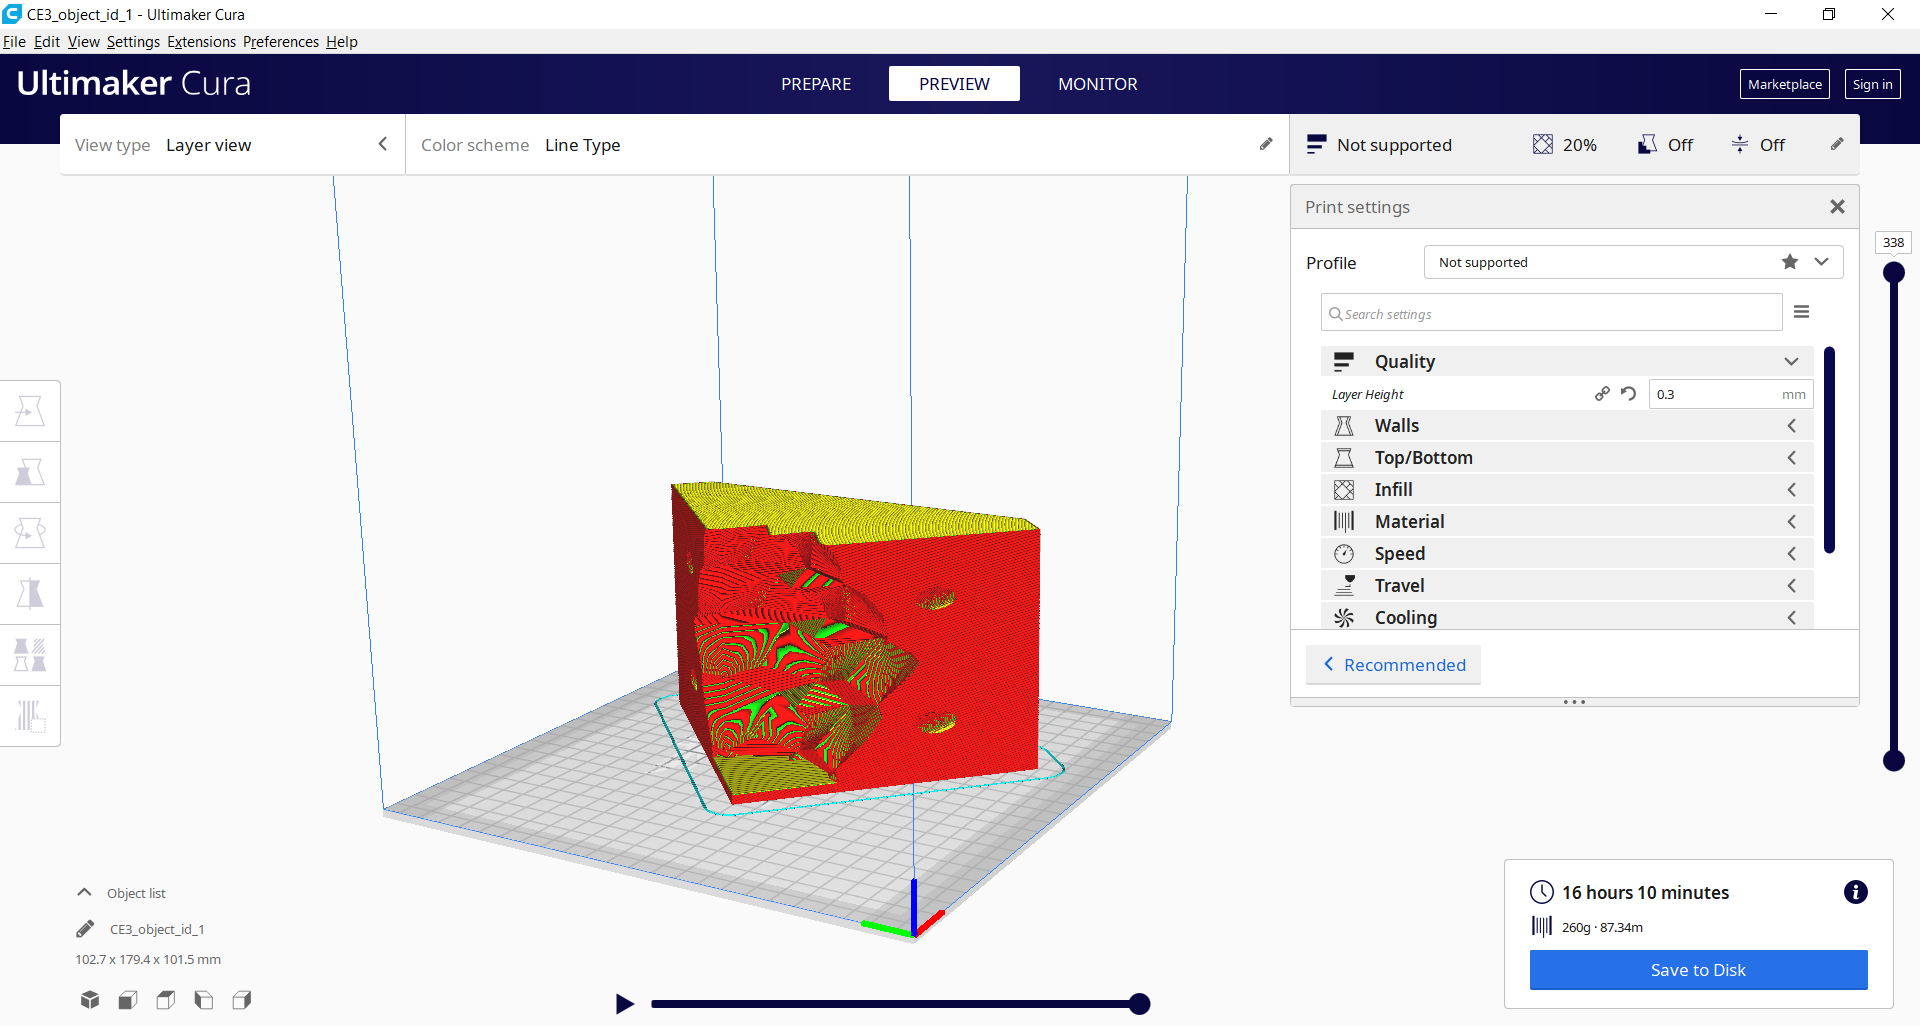 CE3_object_id_1 - Ultimaker Cura
File Edit View Settings Extensions Preferences Help
Ultimaker Cura
PREPARE
PREVIEW
MONITOR
Marketplace
Sign in
View type Layer view
Color scheme Line Type
Not supported
20%
Off
Off
Print settings
338
Profile
Not supported
Search settings
Quality
Layer Height
0.3 mm
Walls
Top/Bottom
Infill
Material
Speed
Travel
Cooling
Recommended
Object list
CE3_object_id_1
102.7 x 179.4 x 101.5 mm
16 hours 10 minutes
260g · 87.34m
Save to Disk